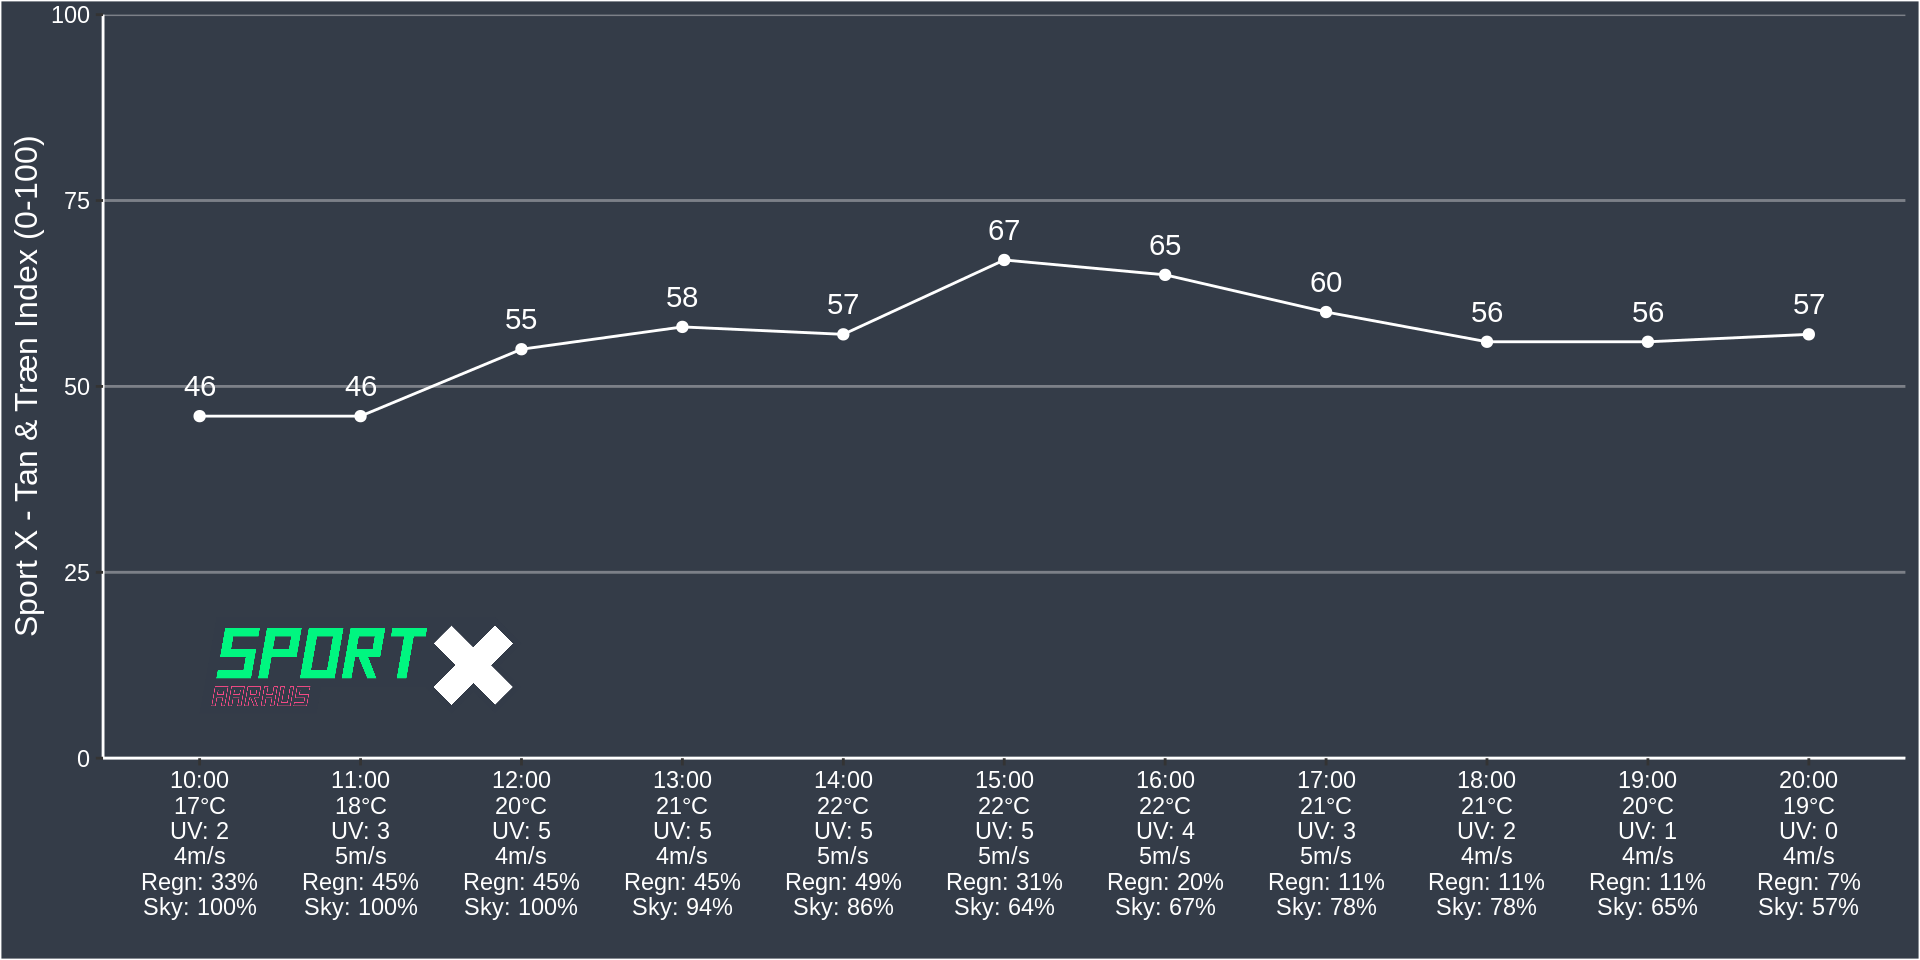 Sport X - Tan & Træn Index (0-100)
100
75
50
25
0
46 46 55 58 57 67 65 60 56 56 57
SPORT X
AARHUS
10:00 11:00 12:00 13:00 14:00 15:00 16:00 17:00 18:00 19:00 20:00
17°C 18°C 20°C 21°C 22°C 22°C 22°C 21°C 21°C 20°C 19°C
UV: 2 UV: 3 UV: 5 UV: 5 UV: 5 UV: 5 UV: 4 UV: 3 UV: 2 UV: 1 UV: 0
4m/s 5m/s 4m/s 4m/s 5m/s 5m/s 5m/s 5m/s 4m/s 4m/s 4m/s
Regn: 33% Regn: 45% Regn: 45% Regn: 45% Regn: 49% Regn: 31% Regn: 20% Regn: 11% Regn: 11% Regn: 11% Regn: 7%
Sky: 100% Sky: 100% Sky: 100% Sky: 94% Sky: 86% Sky: 64% Sky: 67% Sky: 78% Sky: 78% Sky: 65% Sky: 57%